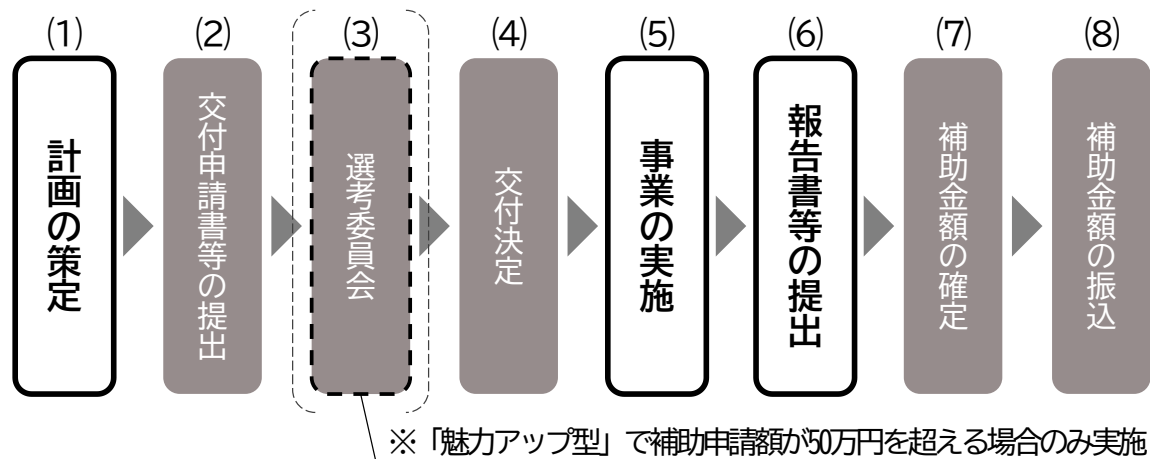 (1)
計画の策定
(2)
交付申請書等の提出
(3)
選考委員会
(4)
交付決定
(5)
事業の実施
(6)
報告書等の提出
(7)
補助金額の確定
(8)
補助金額の振込
※「魅力アップ型」で補助申請額が50万円を超える場合のみ実施